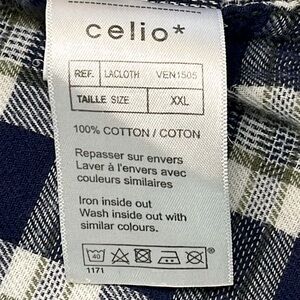 celio*
REF. LACLOTH VEN1505
TAILLE SIZE XXL
100% COTTON / COTON
Repasser sur envers
Laver à l'envers avec
couleurs similaires
Iron inside out
Wash inside out with
similar colours.
40 ®
1171